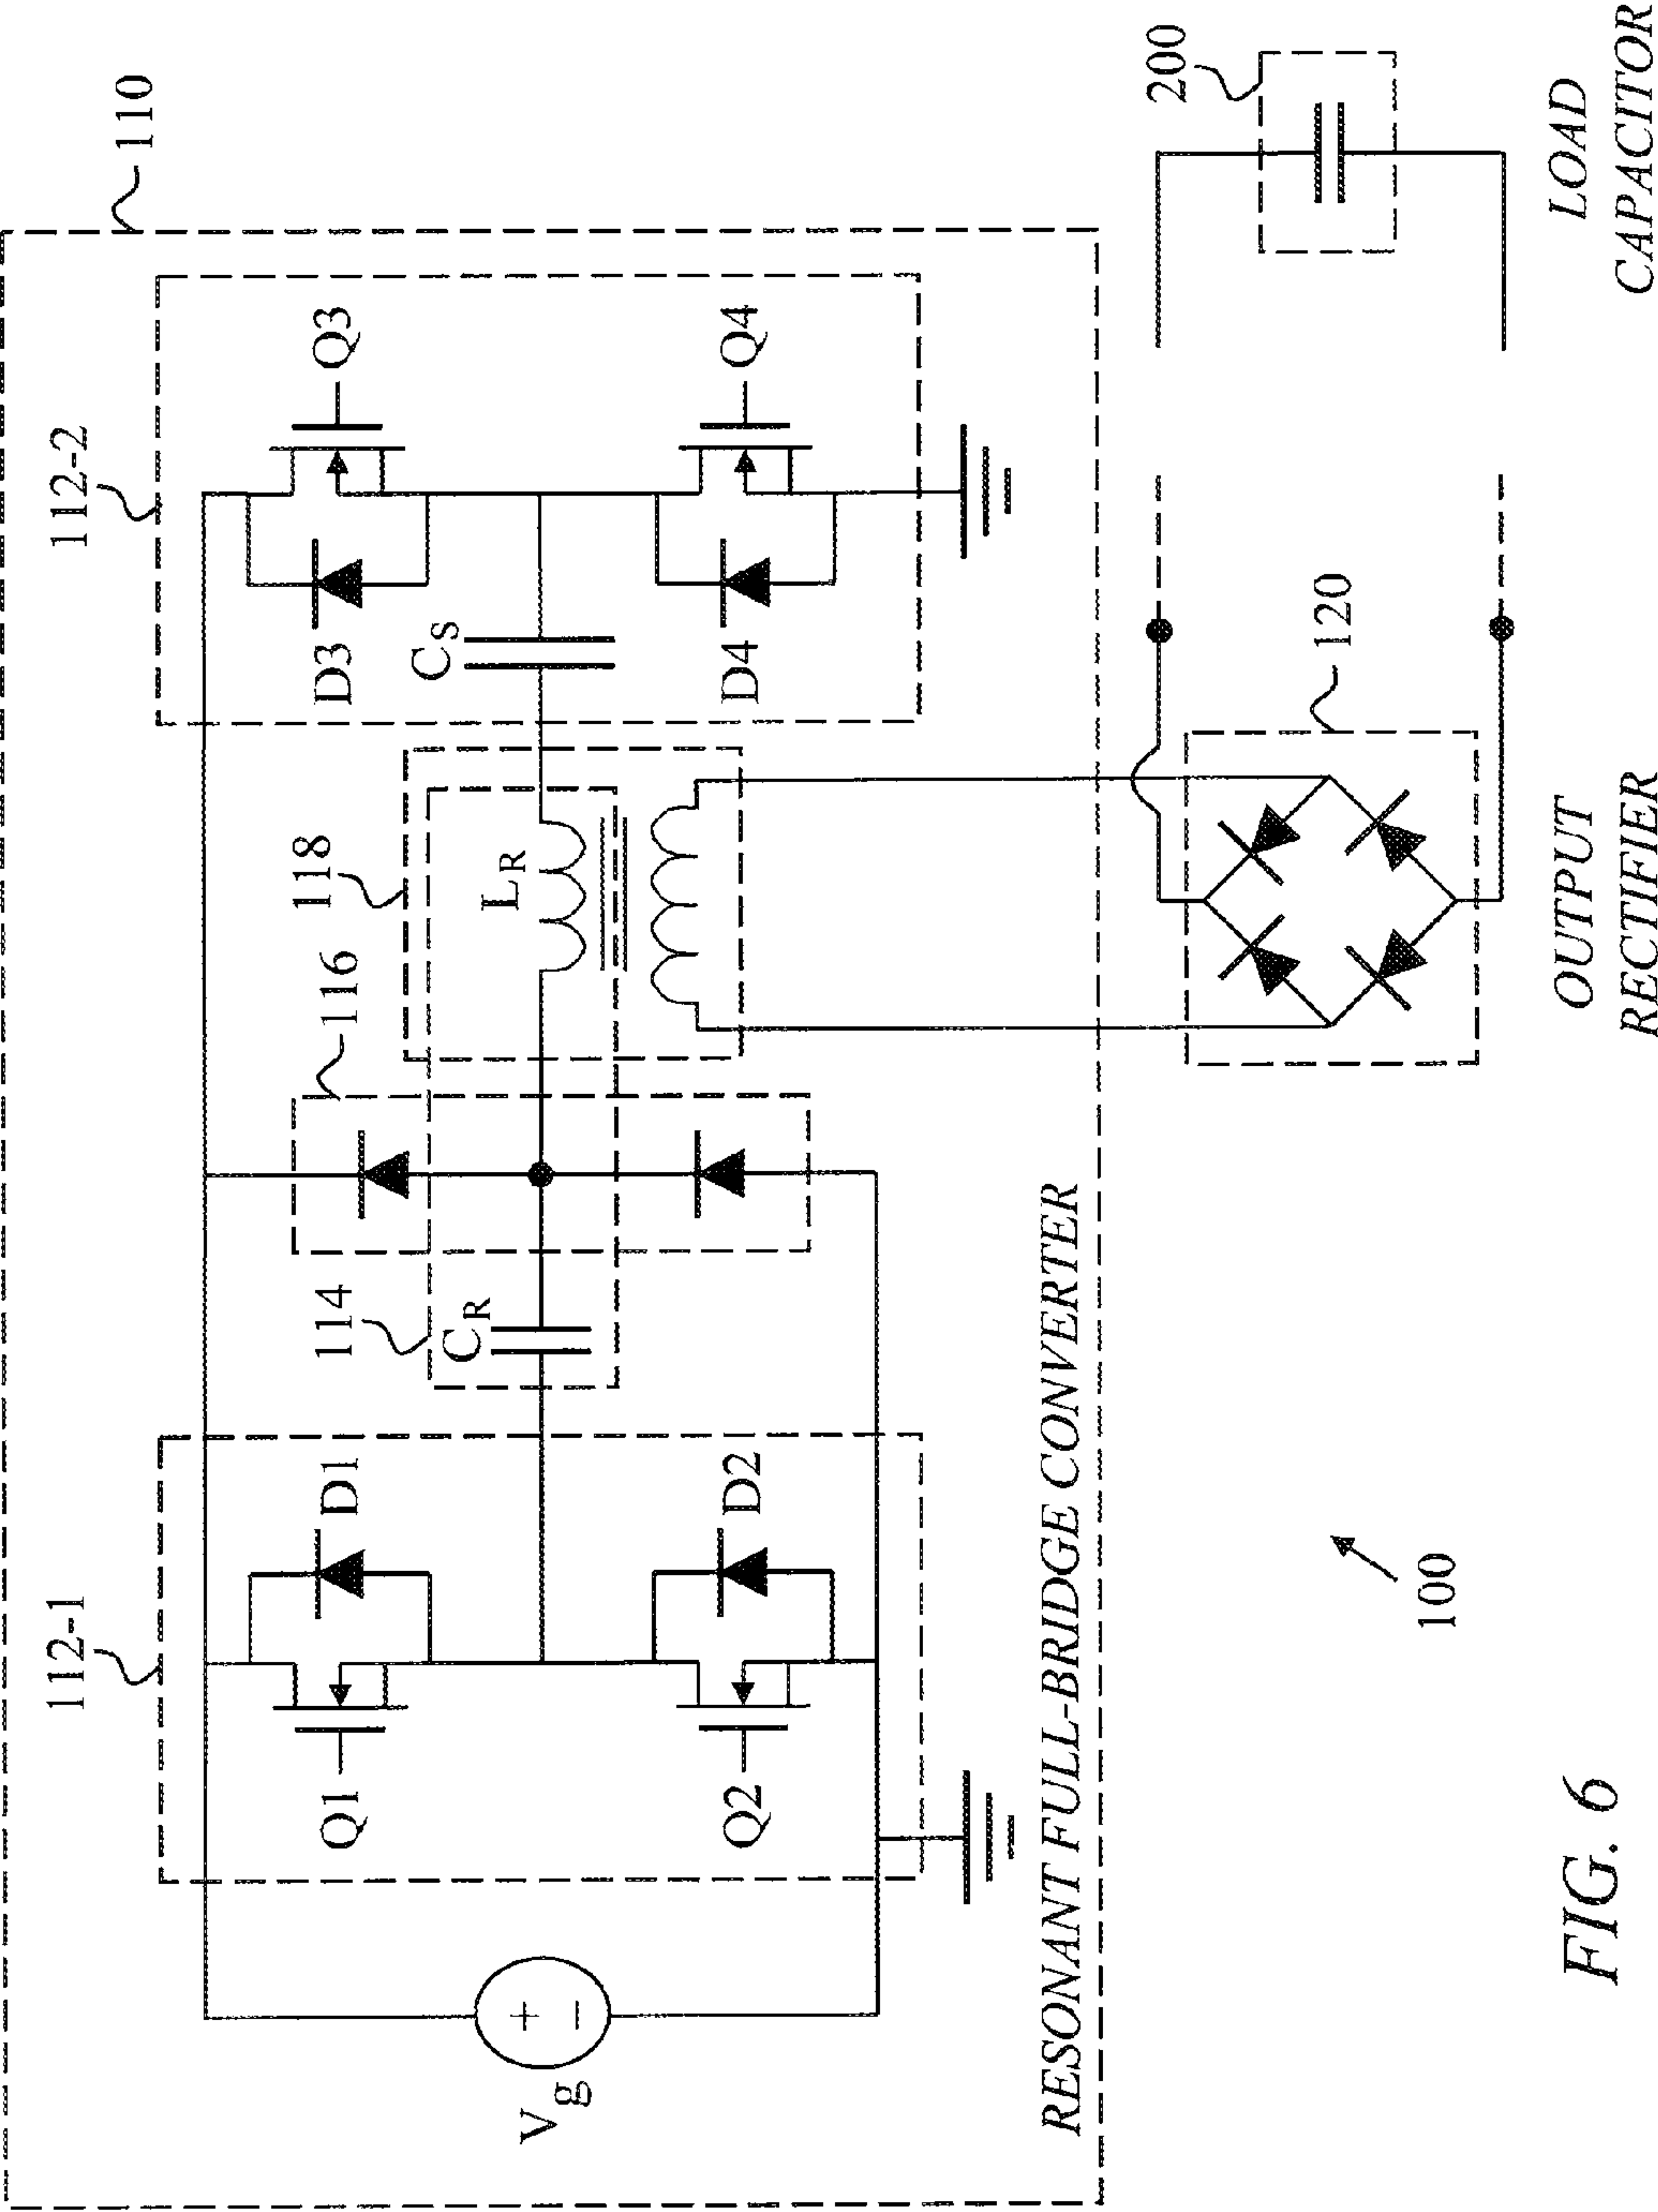 110
112-1
112-2
Q1
D1
Q2
D2
Q3
D3
Q4
D4
114
116
118
CR
LR
CS
Vg
+
−
RESONANT FULL-BRIDGE CONVERTER
120
200
OUTPUT
RECTIFIER
LOAD
CAPACITOR
100
FIG. 6